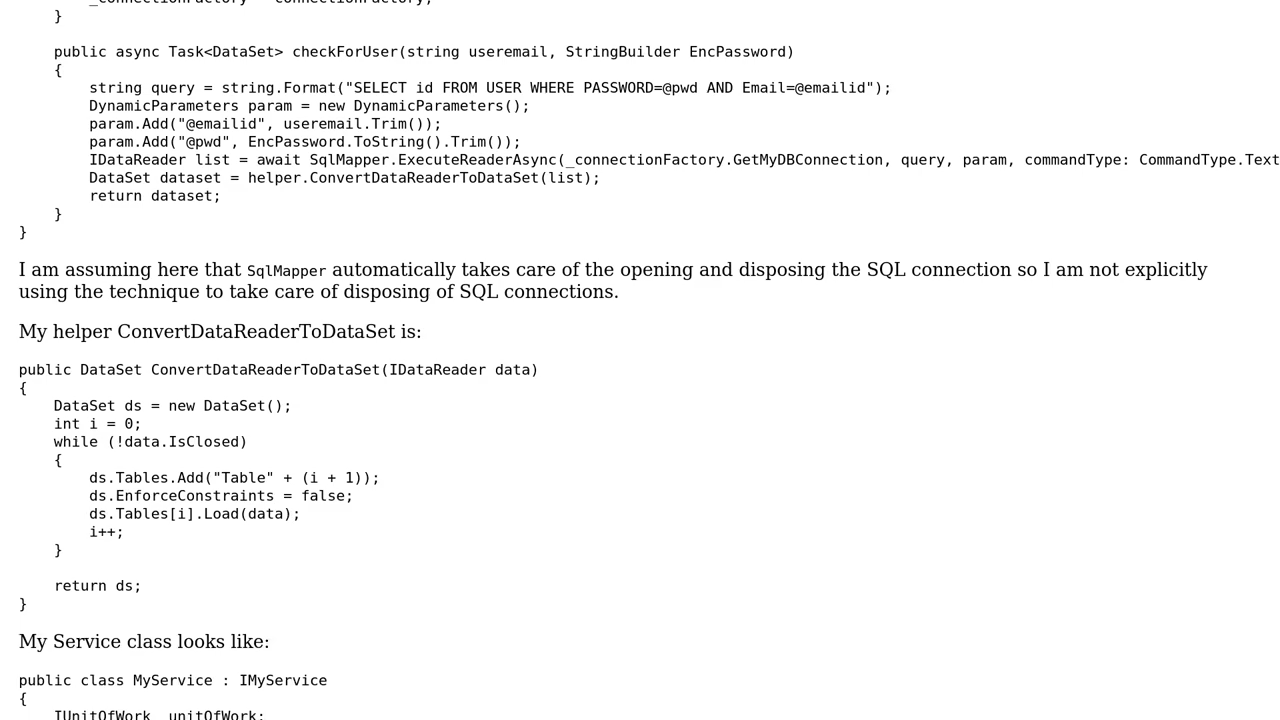 _connectionFactory = connectionFactory;
    }

    public async Task<DataSet> checkForUser(string useremail, StringBuilder EncPassword)
    {
        string query = string.Format("SELECT id FROM USER WHERE PASSWORD=@pwd AND Email=@emailid");
        DynamicParameters param = new DynamicParameters();
        param.Add("@emailid", useremail.Trim());
        param.Add("@pwd", EncPassword.ToString().Trim());
        IDataReader list = await SqlMapper.ExecuteReaderAsync(_connectionFactory.GetMyDBConnection, query, param, commandType: CommandType.Text
        DataSet dataset = helper.ConvertDataReaderToDataSet(list);
        return dataset;
    }
}
I am assuming here that SqlMapper automatically takes care of the opening and disposing the SQL connection so I am not explicitly
using the technique to take care of disposing of SQL connections.
My helper ConvertDataReaderToDataSet is:
public DataSet ConvertDataReaderToDataSet(IDataReader data)
{
    DataSet ds = new DataSet();
    int i = 0;
    while (!data.IsClosed)
    {
        ds.Tables.Add("Table" + (i + 1));
        ds.EnforceConstraints = false;
        ds.Tables[i].Load(data);
        i++;
    }

    return ds;
}
My Service class looks like:
public class MyService : IMyService
{
    IUnitOfWork _unitOfWork;